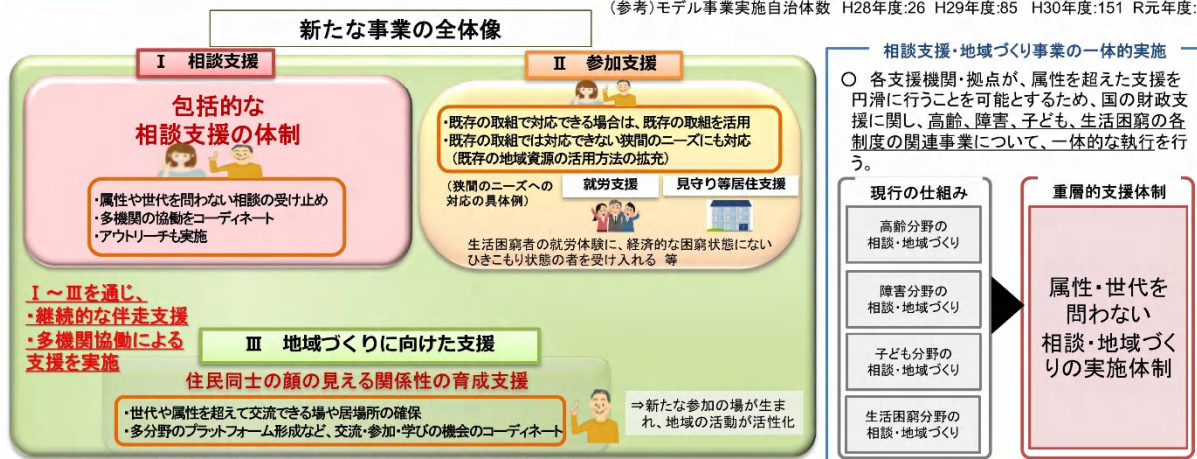 (参考)モデル事業実施自治体数 H28年度:26 H29年度:85 H30年度:151 R元年度:
新たな事業の全体像
Ⅰ 相談支援
包括的な
相談支援の体制
・属性や世代を問わない相談の受け止め
・多機関の協働をコーディネート
・アウトリーチも実施
Ⅱ 参加支援
・既存の取組で対応できる場合は、既存の取組を活用
・既存の取組では対応できない狭間のニーズにも対応
(既存の地域資源の活用方法の拡充)
(狭間のニーズへの
対応の具体例)
就労支援
見守り等居住支援
生活困窮者の就労体験に、経済的な困窮状態にない
ひきこもり状態の者を受け入れる 等
Ⅰ~Ⅲを通じ、
・継続的な伴走支援
・多機関協働による
支援を実施
Ⅲ 地域づくりに向けた支援
住民同士の顔の見える関係性の育成支援
・世代や属性を超えて交流できる場や居場所の確保
・多分野のプラットフォーム形成など、交流・参加・学びの機会のコーディネート
⇒新たな参加の場が生ま
れ、地域の活動が活性化
相談支援・地域づくり事業の一体的実施
○ 各支援機関・拠点が、属性を超えた支援を
円滑に行うことを可能とするため、国の財政支
援に関し、高齢、障害、子ども、生活困窮の各
制度の関連事業について、一体的な執行を行
う。
現行の仕組み
高齢分野の
相談・地域づくり
障害分野の
相談・地域づくり
子ども分野の
相談・地域づくり
生活困窮分野の
相談・地域づくり
重層的支援体制
属性・世代を
問わない
相談・地域づく
りの実施体制